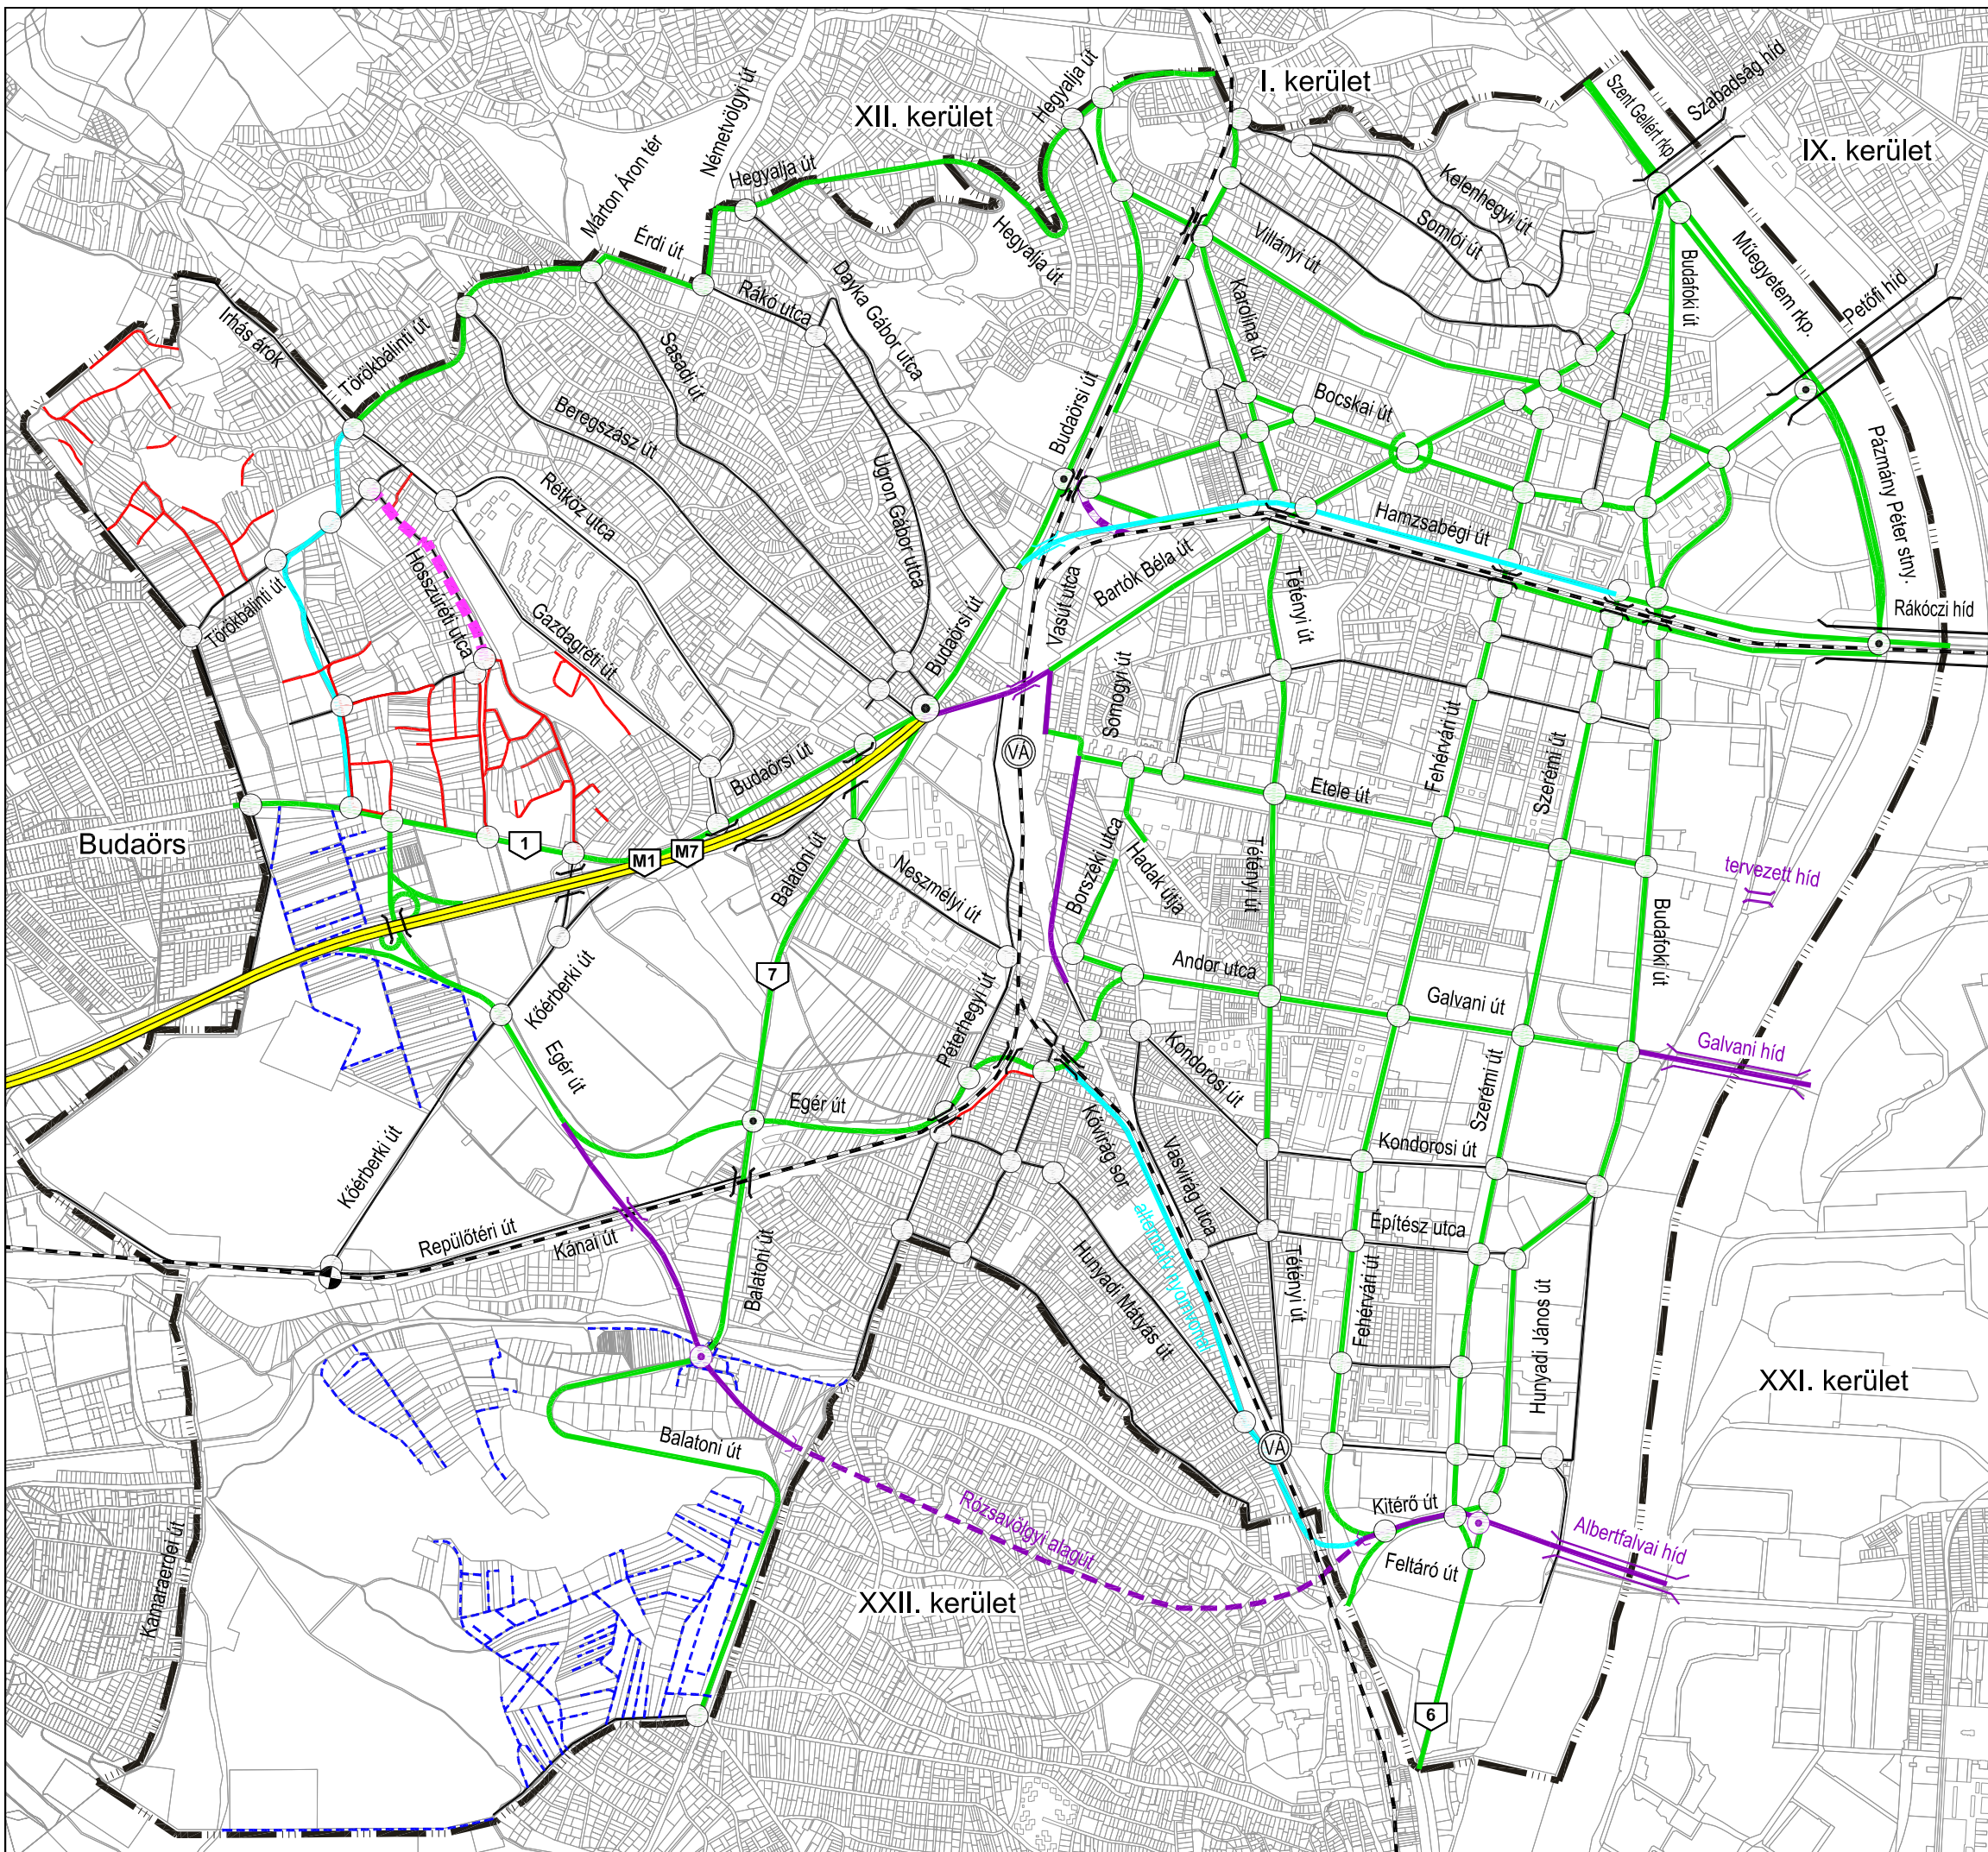 I. kerület
XII. kerület
IX. kerület
Hegyalja út
Németvölgyi út
Szent Gellért rkp.
Szabadság híd
Hegyalja út
Márton Áron tér
Érdi út
Hegyalja út
Kelenhegyi út
Somlói út
Villányi út
Műegyetem rkp.
Budafoki út
Petőfi híd
Irhás árok
Törökbálinti út
Rákó utca
Dayka Gábor utca
Sasadi út
Karolina út
Beregszász út
Ugron Gábor utca
Budaörsi út
Bocskai út
Rétköz utca
Pázmány Péter stny.
Hamzsabégi út
Hosszúréti utca
Törökbálinti út
Gazdagréti út
Vasút utca
Bartók Béla út
Tétényi út
Rákóczi híd
Budaörsi út
Somogyi út
VÁ
Budaörsi út
Fehérvári út
Szerémi út
Etele út
Budaörs
1
M1
M7
Balatoni út
Neszmélyi út
Borszéki utca
Hadak útja
Tétényi út
tervezett híd
Budafoki út
7
Kőérberki út
Andor utca
Galvani út
Péterhegyi út
Galvani híd
Egér út
Egér út
Kondorosi út
Szerémi út
Kővirág sor
Kondorosi út
Vasvirág utca
Kőérberki út
Repülőtéri út
Kánai út
Építész utca
alternatív nyomvonal
Balatoni út
Hunyadi Mátyás út
Tétényi út
Fehérvári út
Hunyadi János út
XXI. kerület
Balatoni út
VÁ
Rózsavölgyi alagút
Kitérő út
Albertfalvai híd
Feltáró út
Kamaraerdei út
XXII. kerület
6